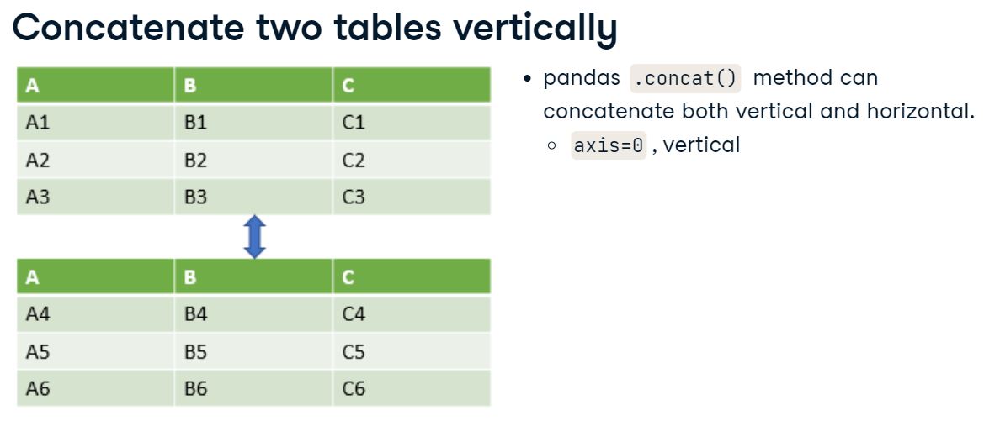 Concatenate two tables vertically
A B C
A1 B1 C1
A2 B2 C2
A3 B3 C3
A B C
A4 B4 C4
A5 B5 C5
A6 B6 C6
• pandas .concat() method can
concatenate both vertical and horizontal.
○ axis=0 , vertical